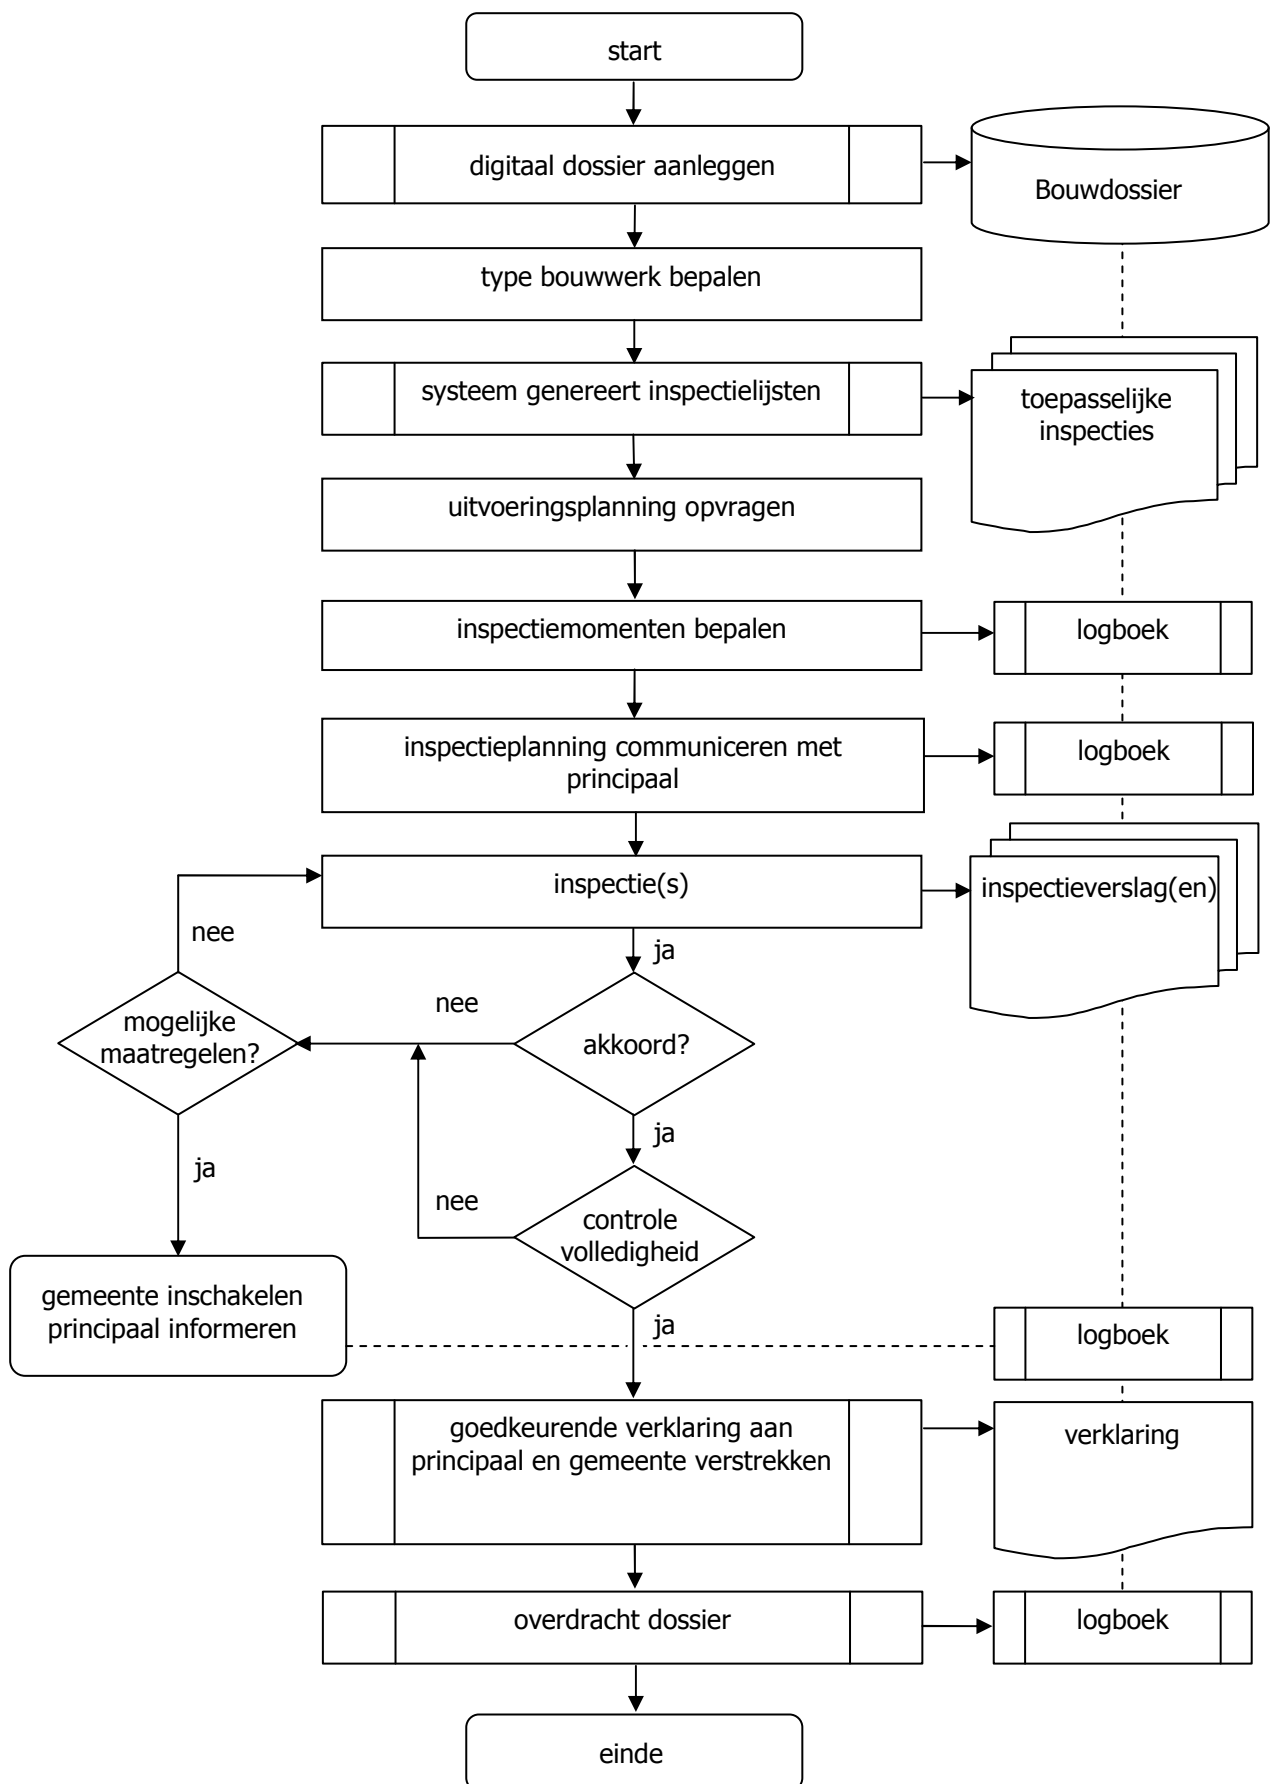 start
digitaal dossier aanleggen
Bouwdossier
type bouwwerk bepalen
systeem genereert inspectielijsten
toepasselijke
inspecties
uitvoeringsplanning opvragen
inspectiemomenten bepalen
logboek
inspectieplanning communiceren met
principaal
logboek
inspectie(s)
inspectieverslag(en)
nee
ja
mogelijke
maatregelen?
nee
akkoord?
ja
ja
nee
controle
volledigheid
gemeente inschakelen
principaal informeren
ja
logboek
goedkeurende verklaring aan
principaal en gemeente verstrekken
verklaring
overdracht dossier
logboek
einde